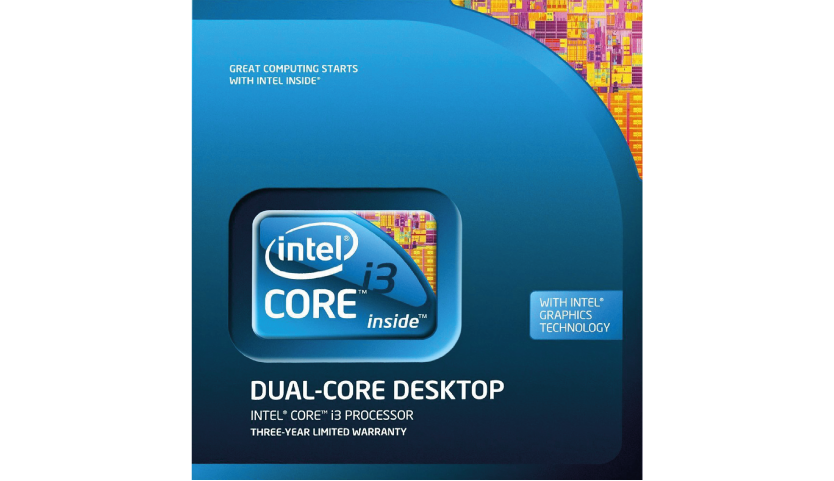 GREAT COMPUTING STARTS
WITH INTEL INSIDE®
intel®
i3
CORE™
inside™
WITH INTEL®
GRAPHICS
TECHNOLOGY
DUAL-CORE DESKTOP
INTEL® CORE™ i3 PROCESSOR
THREE-YEAR LIMITED WARRANTY